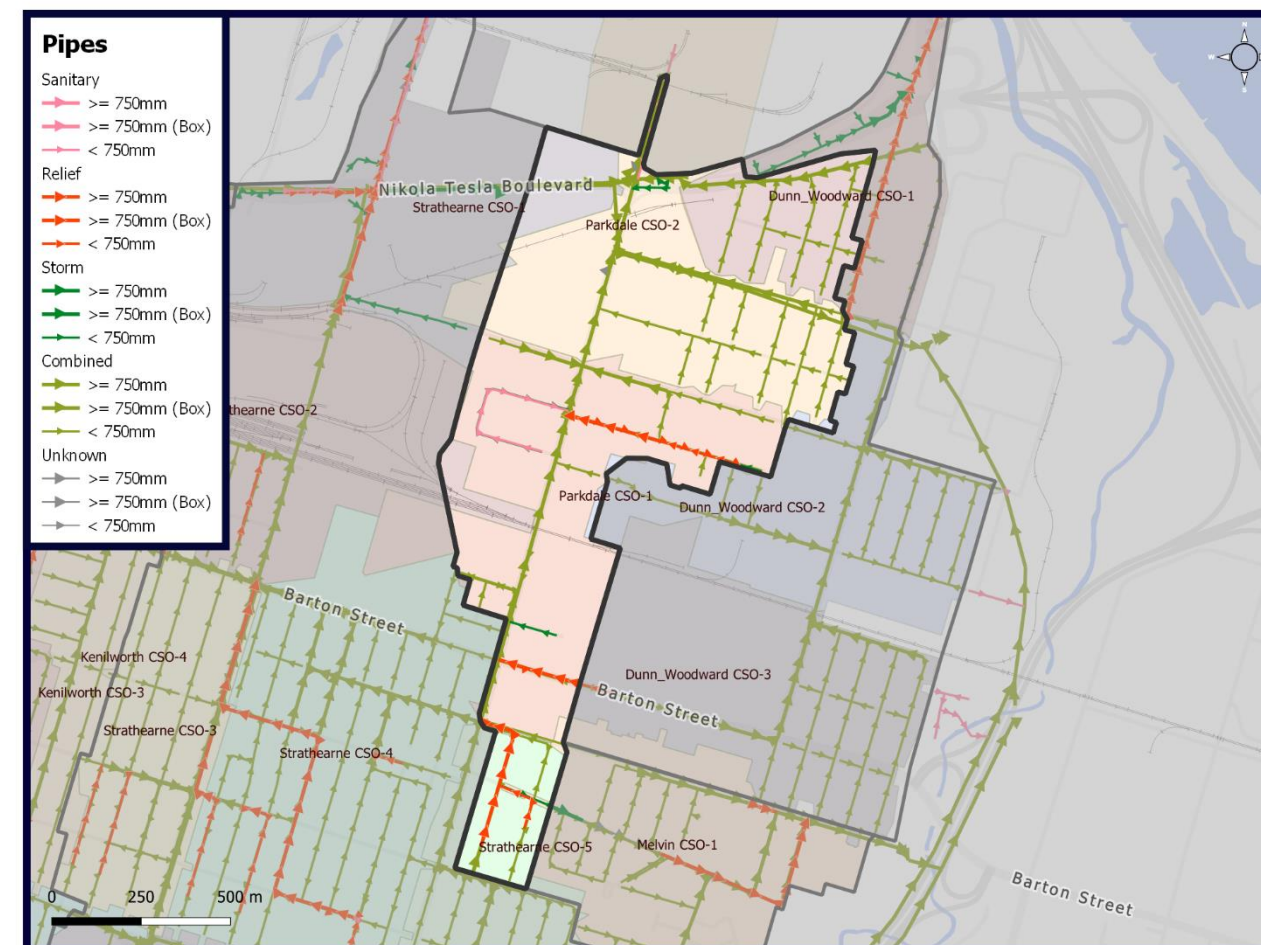 Pipes
Sanitary
>= 750mm
>= 750mm (Box)
< 750mm
Relief
>= 750mm
>= 750mm (Box)
< 750mm
Storm
>= 750mm
>= 750mm (Box)
< 750mm
Combined
>= 750mm
>= 750mm (Box)
< 750mm
Unknown
>= 750mm
>= 750mm (Box)
< 750mm
N
W
S
Nikola Tesla Boulevard
Dunn_Woodward CSO-1
Strathearne CSO-1
Parkdale CSO-2
thearne CSO-2
Parkdale CSO-1
Dunn_Woodward CSO-2
Barton Street
Kenilworth CSO-4
Dunn_Woodward CSO-3
Kenilworth CSO-3
Barton Street
Strathearne CSO-3
Strathearne CSO-4
Strathearne CSO-5
Melvin CSO-1
Barton Street
0 250 500 m